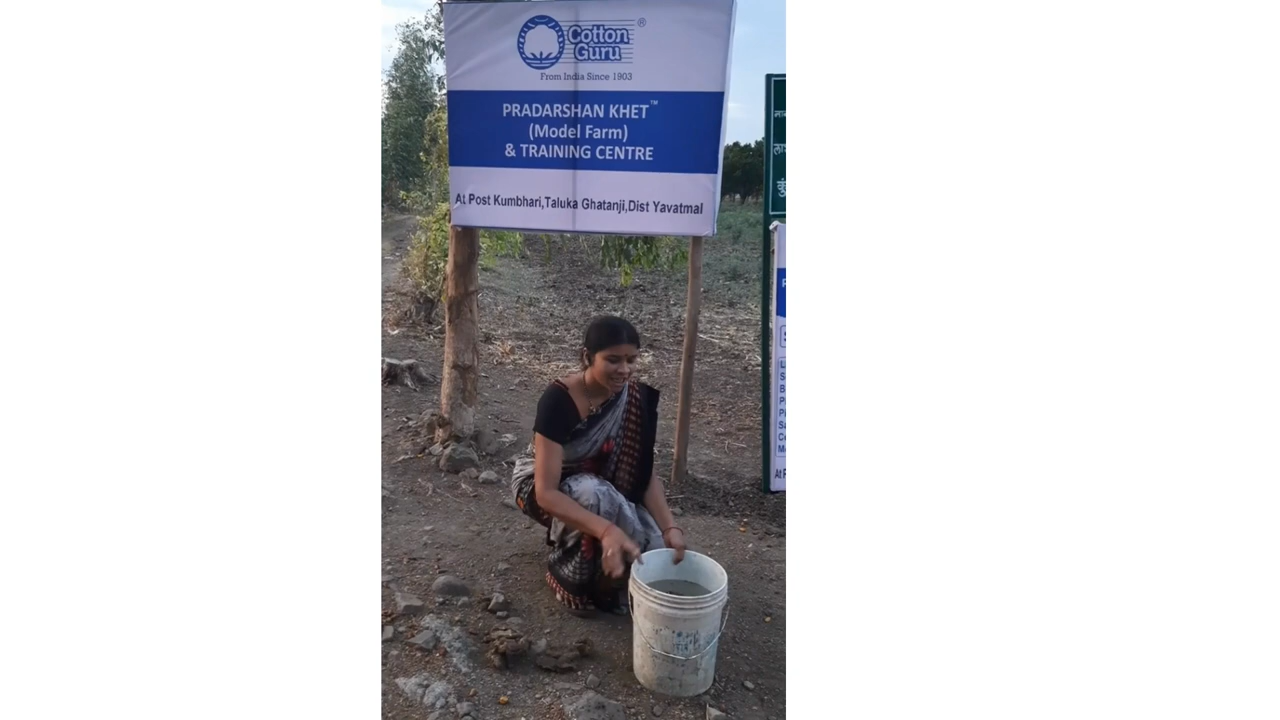 Cotton
Guru
®
From India Since 1903
PRADARSHAN KHET™
(Model Farm)
& TRAINING CENTRE
At Post Kumbhari,Taluka Ghatanji,Dist Yavatmal